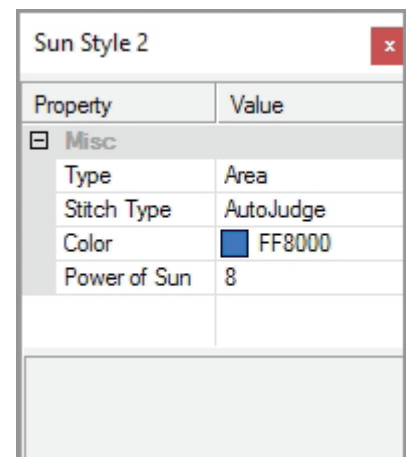 Sun Style 2
x
Property Value
Misc
Type Area
Stitch Type AutoJudge
Color FF8000
Power of Sun 8